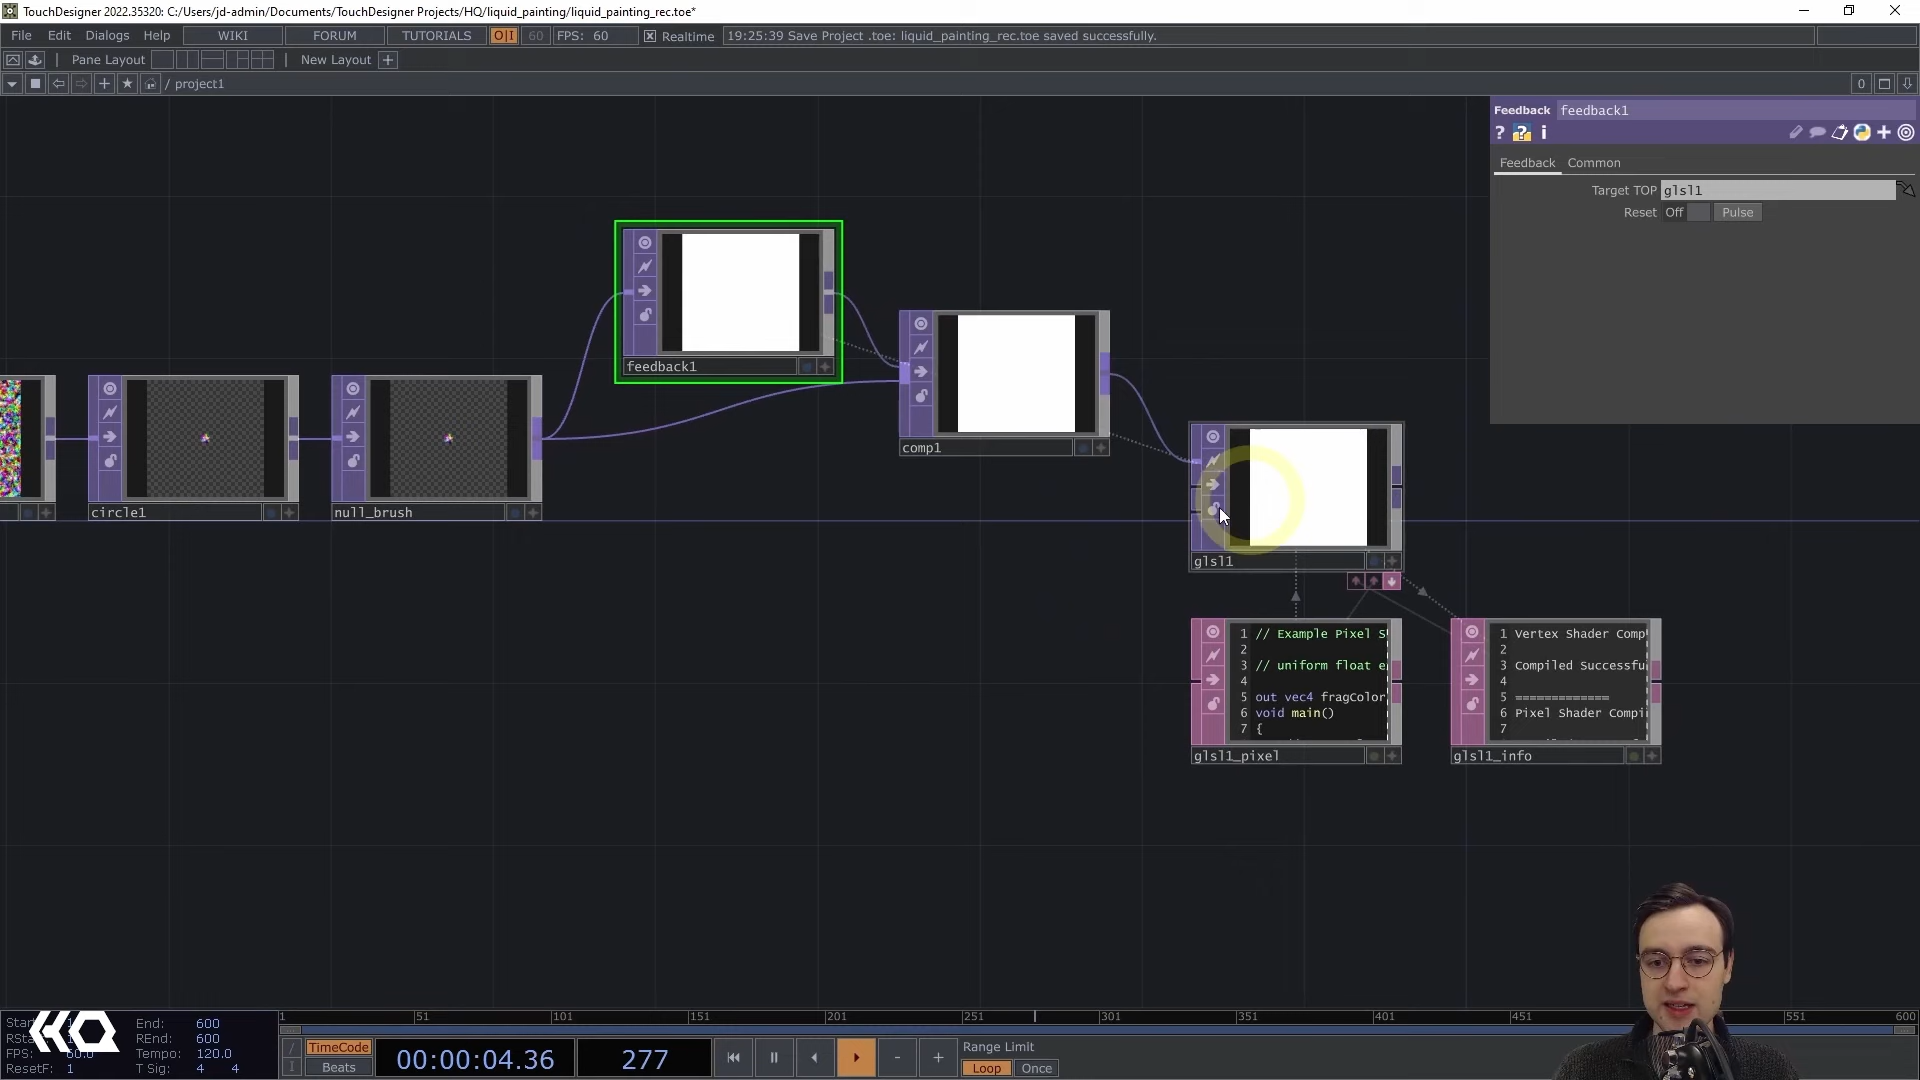 TouchDesigner 2022.35320: C:/Users/jd-admin/Documents/TouchDesigner Projects/HQ/liquid_painting/liquid_painting_rec.toe*
File Edit Dialogs Help WIKI FORUM TUTORIALS O|I 60 FPS: 60 Realtime 19:25:39 Save Project .toe: liquid_painting_rec.toe saved successfully.
Pane Layout New Layout +
/ project1 0
Feedback feedback1
? ? i
Feedback Common
Target TOP glsl1
Reset Off Pulse
feedback1
comp1
circle1
null_brush
glsl1
1 // Example Pixel S
2
3 // uniform float e
4
5 out vec4 fragColor
6 void main()
7 {
glsl1_pixel
1 Vertex Shader Comp
2
3 Compiled Successfu
4
5 =============
6 Pixel Shader Compi
7
glsl1_info
HQ
End: 600
REnd: 600
FPS: 60.0 Tempo: 120.0
ResetF: 1 T Sig: 4 4
1 51 101 151 201 251 301 351 401 451 551 600
TimeCode
Beats
00:00:04.36
277
- +
Range Limit
Loop Once